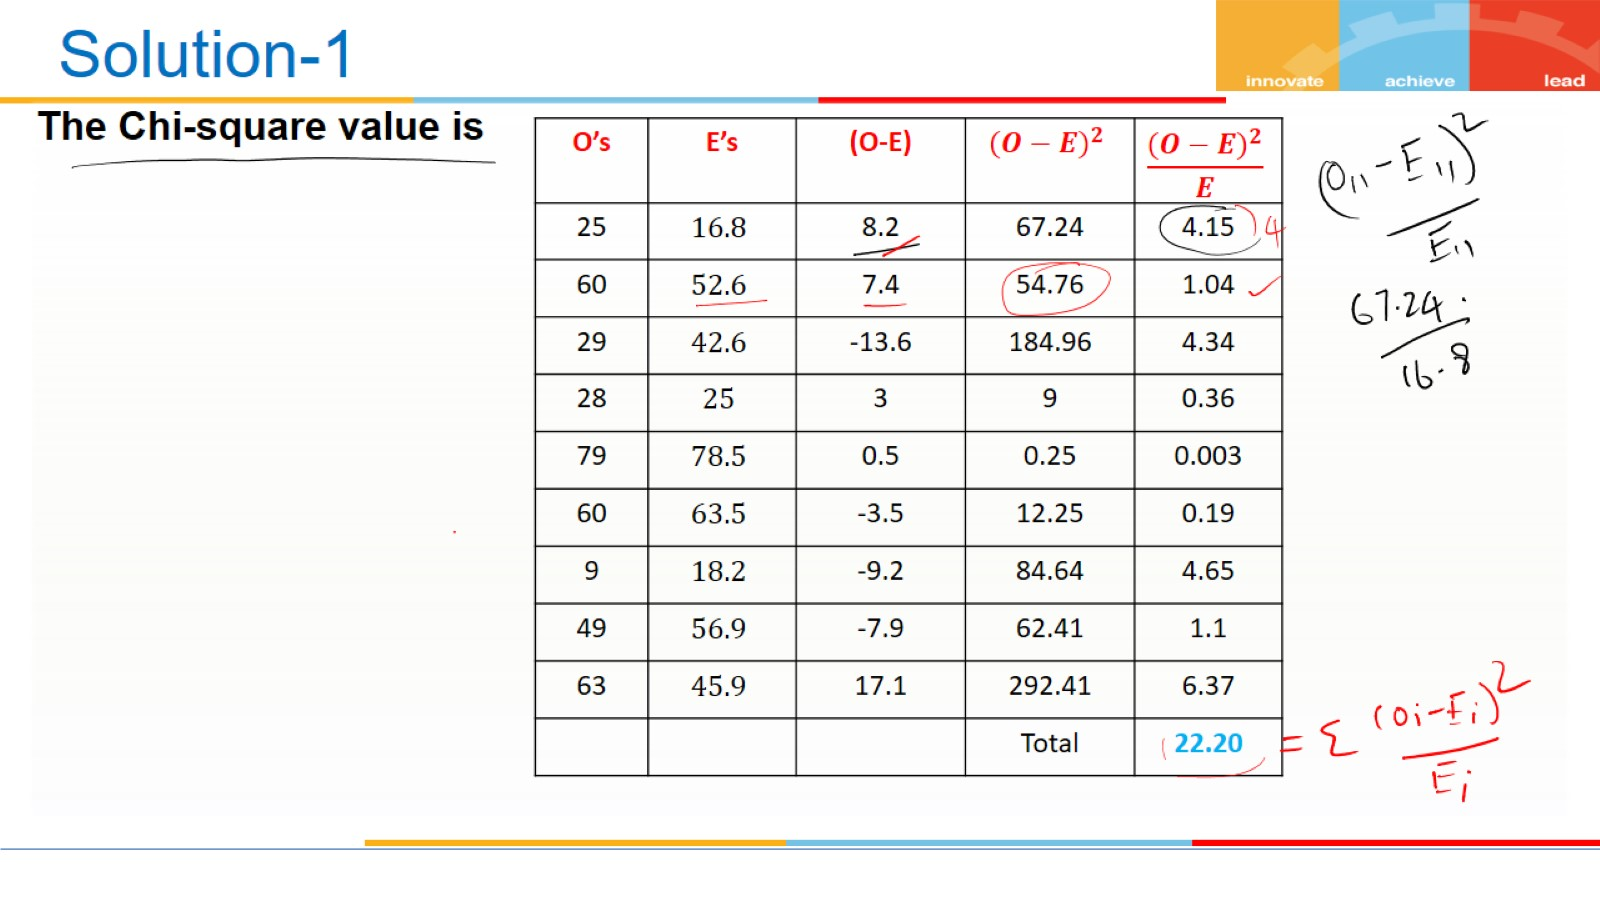 Solution-1
innovate achieve lead
The Chi-square value is
O's E's (O-E) (O − E)² (O − E)²/E
25 16.8 8.2 67.24 4.15 4
60 52.6 7.4 54.76 1.04 ✓
29 42.6 -13.6 184.96 4.34
28 25 3 9 0.36
79 78.5 0.5 0.25 0.003
60 63.5 -3.5 12.25 0.19
9 18.2 -9.2 84.64 4.65
49 56.9 -7.9 62.41 1.1
63 45.9 17.1 292.41 6.37
Total 22.20 = Σ (Oi-Ei)²/Ei
(O11-E11)²
E11
67.24
16.8